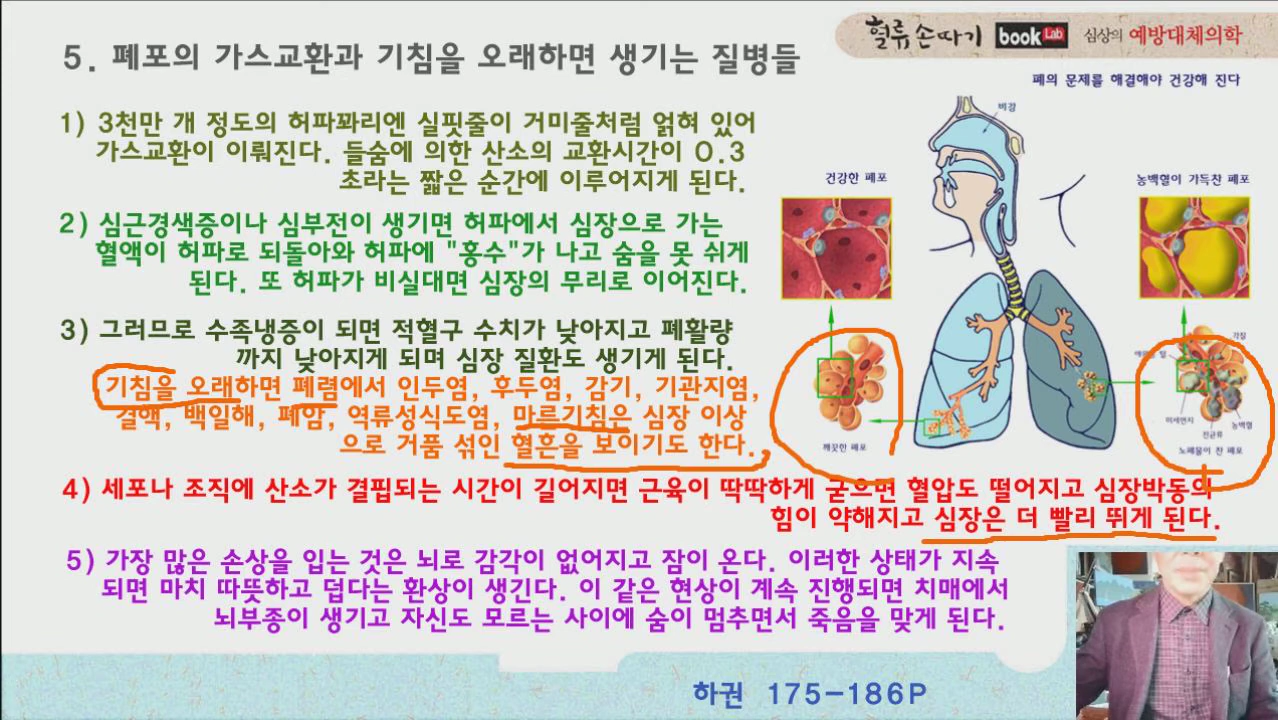 혈류 손따기 book Lab 심상의 예방대체의학
5. 폐포의 가스교환과 기침을 오래하면 생기는 질병들
폐의 문제를 해결해야 건강해 진다
1) 3천만 개 정도의 허파꽈리엔 실핏줄이 거미줄처럼 얽혀 있어
가스교환이 이뤄진다. 들숨에 의한 산소의 교환시간이 0.3
초라는 짧은 순간에 이루어지게 된다.
2) 심근경색증이나 심부전이 생기면 허파에서 심장으로 가는
혈액이 허파로 되돌아와 허파에 "홍수"가 나고 숨을 못 쉬게
된다. 또 허파가 비실대면 심장의 무리로 이어진다.
3) 그러므로 수족냉증이 되면 적혈구 수치가 낮아지고 폐활량
까지 낮아지게 되며 심장 질환도 생기게 된다.
기침을 오래하면 폐렴에서 인두염, 후두염, 감기, 기관지염,
결핵, 백일해, 폐암, 역류성식도염, 마른기침은 심장 이상
으로 거품 섞인 혈흔을 보이기도 한다.
비강
건강한 폐포
농백혈이 가득찬 폐포
깨끗한 폐포
가징
미세먼지
진균류
농백혈
노폐물이 찬 폐포
4) 세포나 조직에 산소가 결핍되는 시간이 길어지면 근육이 딱딱하게 굳으면 혈압도 떨어지고 심장박동의
힘이 약해지고 심장은 더 빨리 뛰게 된다.
5) 가장 많은 손상을 입는 것은 뇌로 감각이 없어지고 잠이 온다. 이러한 상태가 지속
되면 마치 따뜻하고 덥다는 환상이 생긴다. 이 같은 현상이 계속 진행되면 치매에서
뇌부종이 생기고 자신도 모르는 사이에 숨이 멈추면서 죽음을 맞게 된다.
하권 175-186P